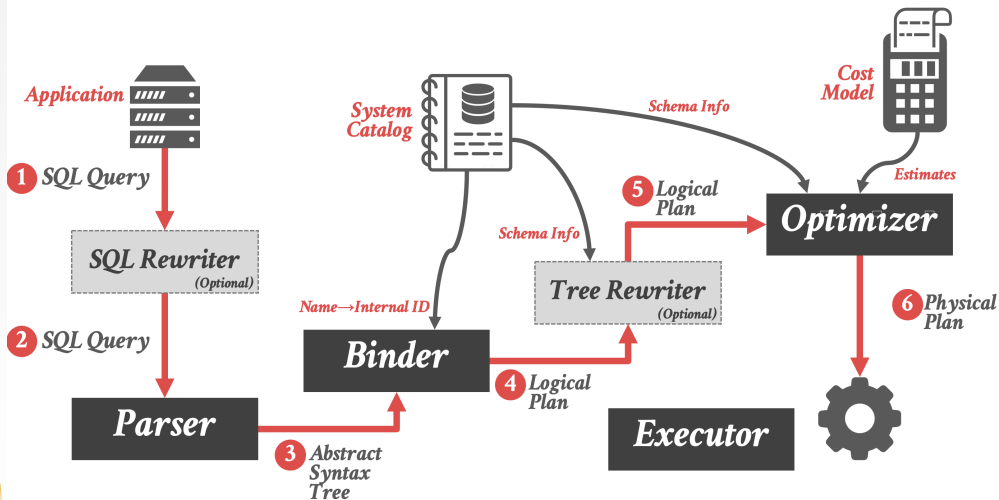 Application
1 SQL Query
SQL Rewriter
(Optional)
2 SQL Query
Parser
3 Abstract
Syntax
Tree
System
Catalog
Name→Internal ID
Binder
4 Logical
Plan
Schema Info
Tree Rewriter
(Optional)
5 Logical
Plan
Schema Info
Cost
Model
Estimates
Optimizer
6 Physical
Plan
Executor